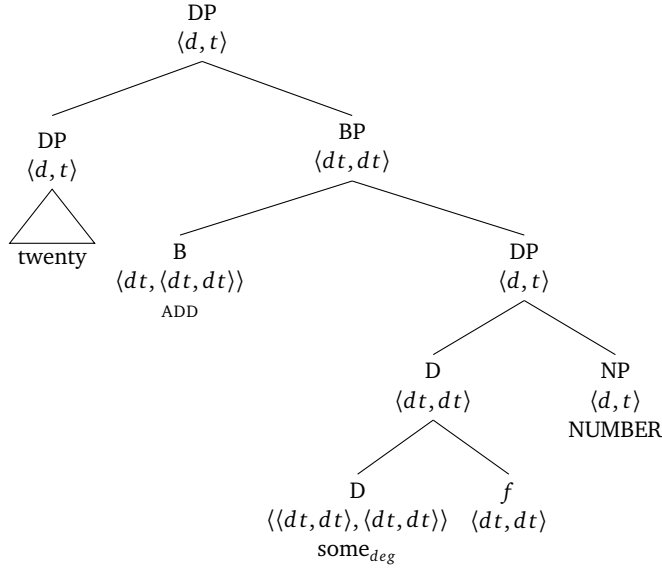 DP
⟨d, t⟩
DP
⟨d, t⟩
twenty
BP
⟨dt, dt⟩
B
⟨dt, ⟨dt, dt⟩⟩
ADD
DP
⟨d, t⟩
D
⟨dt, dt⟩
NP
⟨d, t⟩
NUMBER
D
⟨⟨dt, dt⟩, ⟨dt, dt⟩⟩
some_deg
f
⟨dt, dt⟩